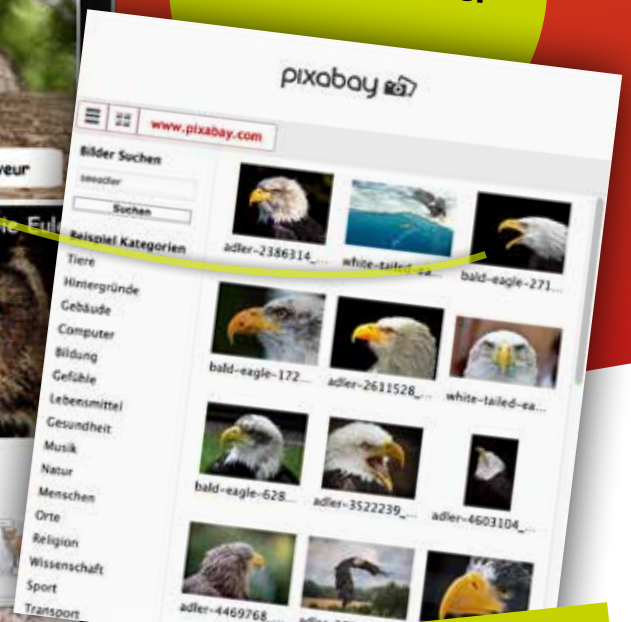 pixabay
www.pixabay.com
Bilder Suchen
seeadler
Suchen
Beispiel Kategorien
Tiere
Hintergründe
Gebäude
Computer
Bildung
Gefühle
Lebensmittel
Gesundheit
Musik
Natur
Menschen
Orte
Religion
Wissenschaft
Sport
Transport
adler-2386314_...
white-tailed-ea...
bald-eagle-271...
bald-eagle-172...
adler-2611528_...
white-tailed-ea...
bald-eagle-628...
adler-3522239_...
adler-4603104_...
adler-4469768_...